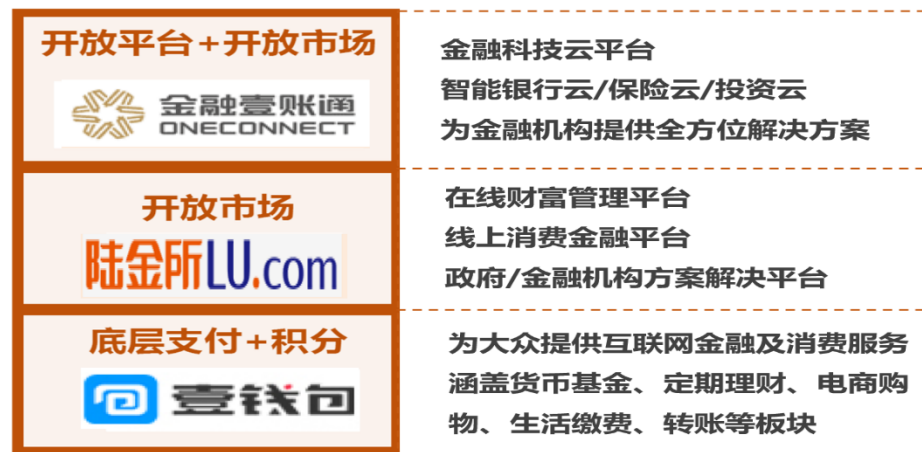 开放平台+开放市场
金融壹账通
ONECONNECT
金融科技云平台
智能银行云/保险云/投资云
为金融机构提供全方位解决方案
开放市场
陆金所LU.com
在线财富管理平台
线上消费金融平台
政府/金融机构方案解决平台
底层支付+积分
壹钱包
为大众提供互联网金融及消费服务
涵盖货币基金、定期理财、电商购
物、生活缴费、转账等板块